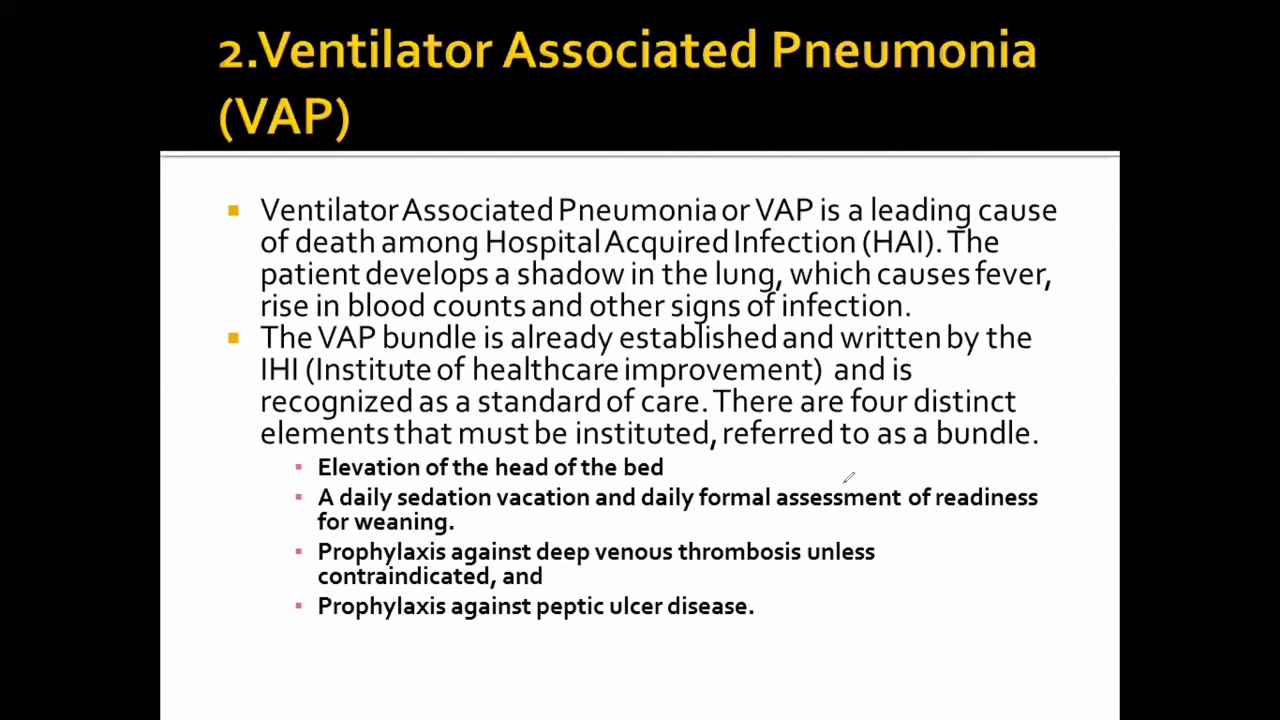 2.Ventilator Associated Pneumonia
(VAP)
Ventilator Associated Pneumonia or VAP is a leading cause
of death among Hospital Acquired Infection (HAI). The
patient develops a shadow in the lung, which causes fever,
rise in blood counts and other signs of infection.
The VAP bundle is already established and written by the
IHI (Institute of healthcare improvement) and is
recognized as a standard of care. There are four distinct
elements that must be instituted, referred to as a bundle.
Elevation of the head of the bed
A daily sedation vacation and daily formal assessment of readiness
for weaning.
Prophylaxis against deep venous thrombosis unless
contraindicated, and
Prophylaxis against peptic ulcer disease.